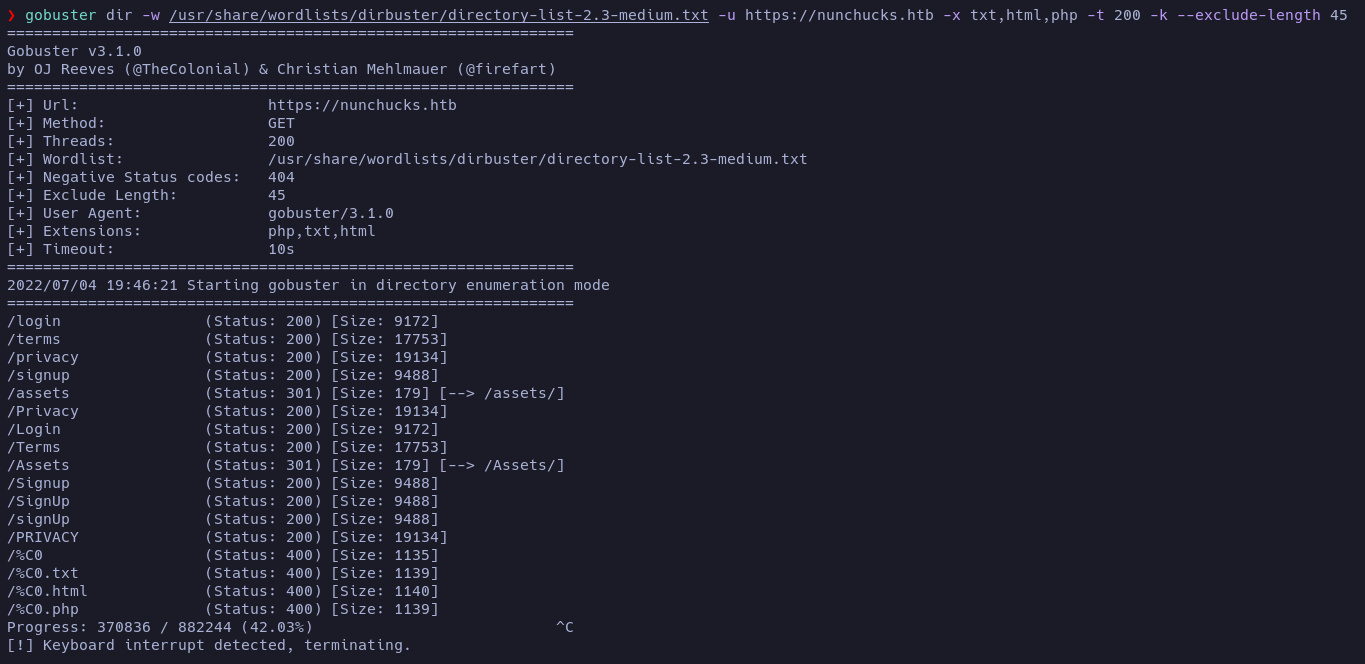 ❯ gobuster dir -w /usr/share/wordlists/dirbuster/directory-list-2.3-medium.txt -u https://nunchucks.htb -x txt,html,php -t 200 -k --exclude-length 45
===============================================================
Gobuster v3.1.0
by OJ Reeves (@TheColonial) & Christian Mehlmauer (@firefart)
===============================================================
[+] Url:                     https://nunchucks.htb
[+] Method:                  GET
[+] Threads:                 200
[+] Wordlist:                /usr/share/wordlists/dirbuster/directory-list-2.3-medium.txt
[+] Negative Status codes:   404
[+] Exclude Length:          45
[+] User Agent:              gobuster/3.1.0
[+] Extensions:              php,txt,html
[+] Timeout:                 10s
===============================================================
2022/07/04 19:46:21 Starting gobuster in directory enumeration mode
===============================================================
/login                (Status: 200) [Size: 9172]
/terms                (Status: 200) [Size: 17753]
/privacy              (Status: 200) [Size: 19134]
/signup               (Status: 200) [Size: 9488]
/assets               (Status: 301) [Size: 179] [--> /assets/]
/Privacy              (Status: 200) [Size: 19134]
/Login                (Status: 200) [Size: 9172]
/Terms                (Status: 200) [Size: 17753]
/Assets               (Status: 301) [Size: 179] [--> /Assets/]
/Signup               (Status: 200) [Size: 9488]
/SignUp               (Status: 200) [Size: 9488]
/signUp               (Status: 200) [Size: 9488]
/PRIVACY              (Status: 200) [Size: 19134]
/%C0                  (Status: 400) [Size: 1135]
/%C0.txt              (Status: 400) [Size: 1139]
/%C0.html             (Status: 400) [Size: 1140]
/%C0.php              (Status: 400) [Size: 1139]
Progress: 370836 / 882244 (42.03%)                           ^C
[!] Keyboard interrupt detected, terminating.